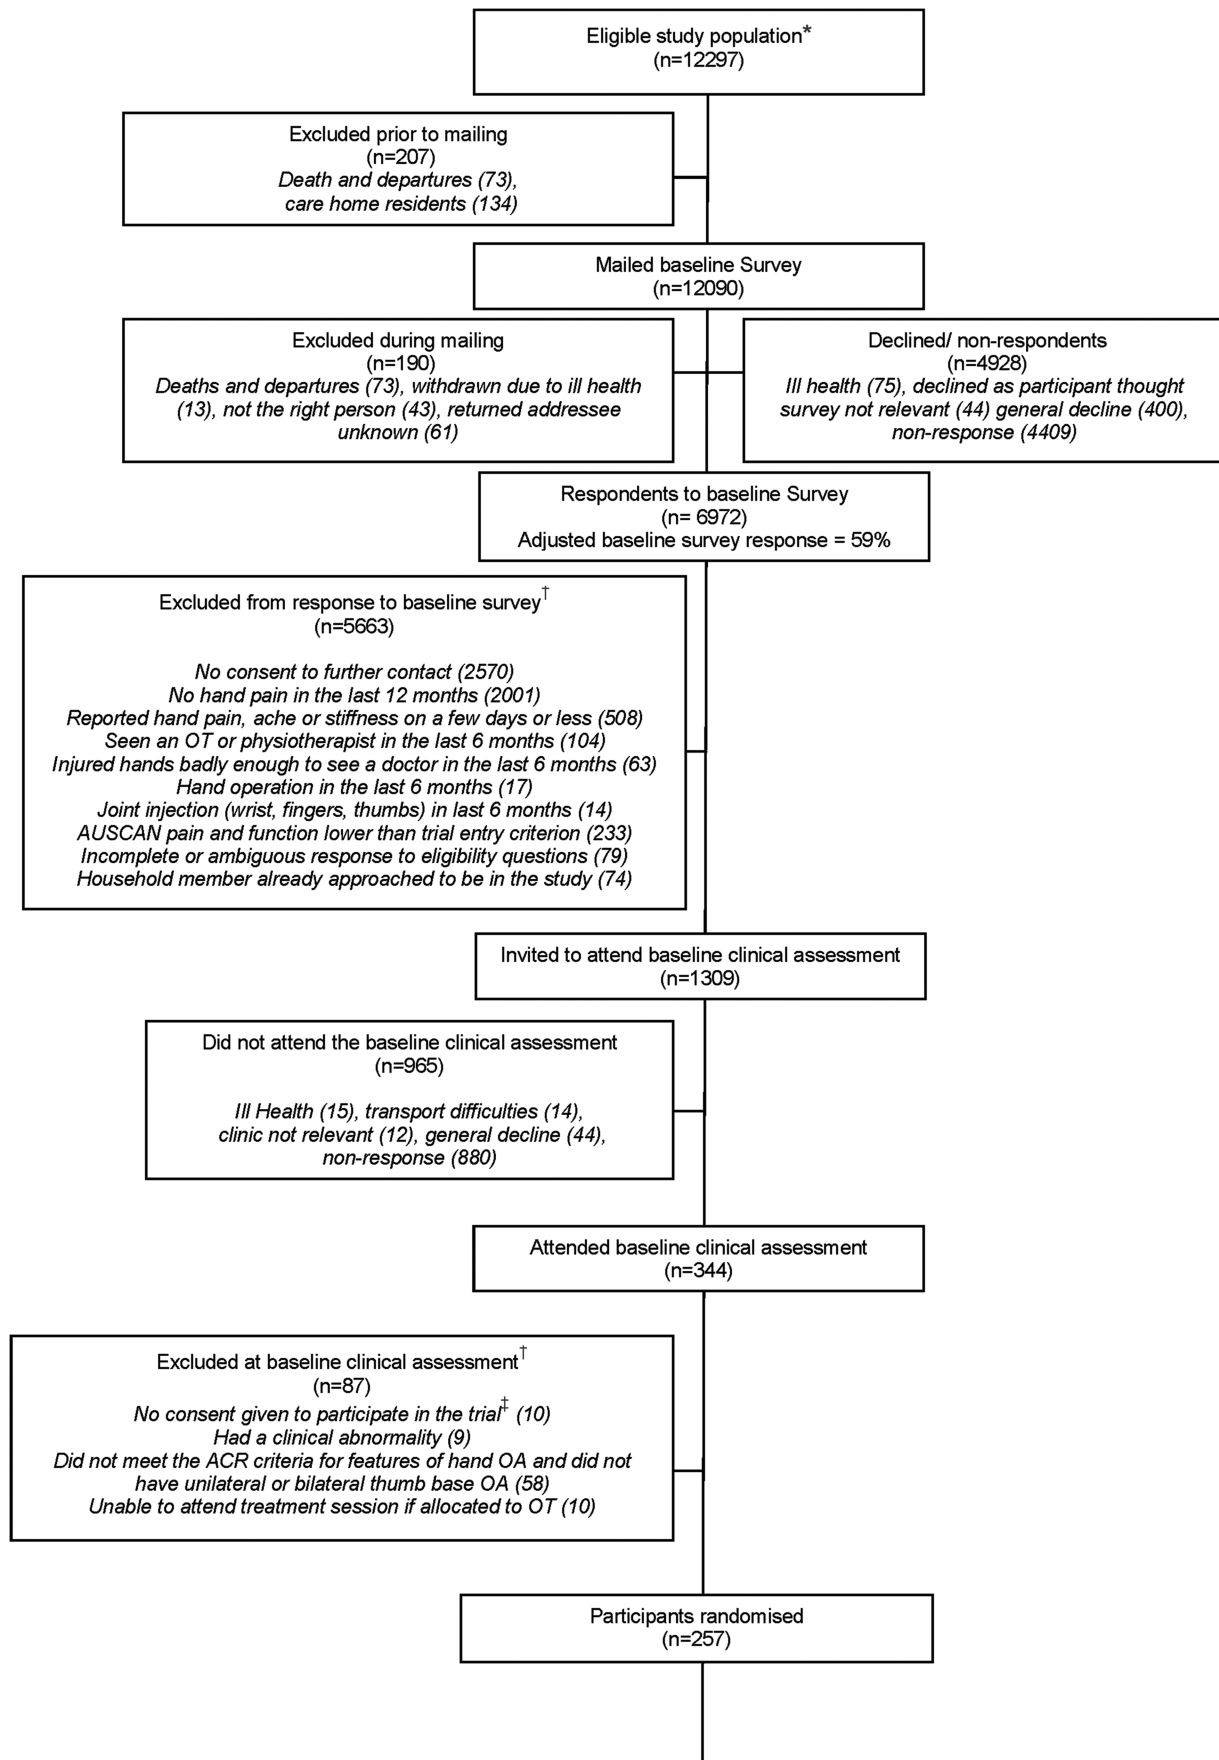 Eligible study population*
(n=12297)
Excluded prior to mailing
(n=207)
Death and departures (73),
care home residents (134)
Mailed baseline Survey
(n=12090)
Excluded during mailing
(n=190)
Deaths and departures (73), withdrawn due to ill health
(13), not the right person (43), returned addressee
unknown (61)
Declined/ non-respondents
(n=4928)
Ill health (75), declined as participant thought
survey not relevant (44) general decline (400),
non-response (4409)
Respondents to baseline Survey
(n= 6972)
Adjusted baseline survey response = 59%
Excluded from response to baseline survey†
(n=5663)
No consent to further contact (2570)
No hand pain in the last 12 months (2001)
Reported hand pain, ache or stiffness on a few days or less (508)
Seen an OT or physiotherapist in the last 6 months (104)
Injured hands badly enough to see a doctor in the last 6 months (63)
Hand operation in the last 6 months (17)
Joint injection (wrist, fingers, thumbs) in last 6 months (14)
AUSCAN pain and function lower than trial entry criterion (233)
Incomplete or ambiguous response to eligibility questions (79)
Household member already approached to be in the study (74)
Invited to attend baseline clinical assessment
(n=1309)
Did not attend the baseline clinical assessment
(n=965)
Ill Health (15), transport difficulties (14),
clinic not relevant (12), general decline (44),
non-response (880)
Attended baseline clinical assessment
(n=344)
Excluded at baseline clinical assessment†
(n=87)
No consent given to participate in the trial‡ (10)
Had a clinical abnormality (9)
Did not meet the ACR criteria for features of hand OA and did not
have unilateral or bilateral thumb base OA (58)
Unable to attend treatment session if allocated to OT (10)
Participants randomised
(n=257)